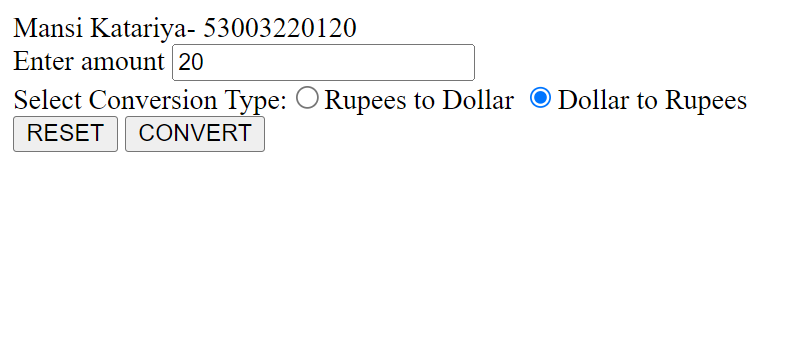 Mansi Katariya- 53003220120
Enter amount 20
Select Conversion Type: Rupees to Dollar Dollar to Rupees
RESET CONVERT